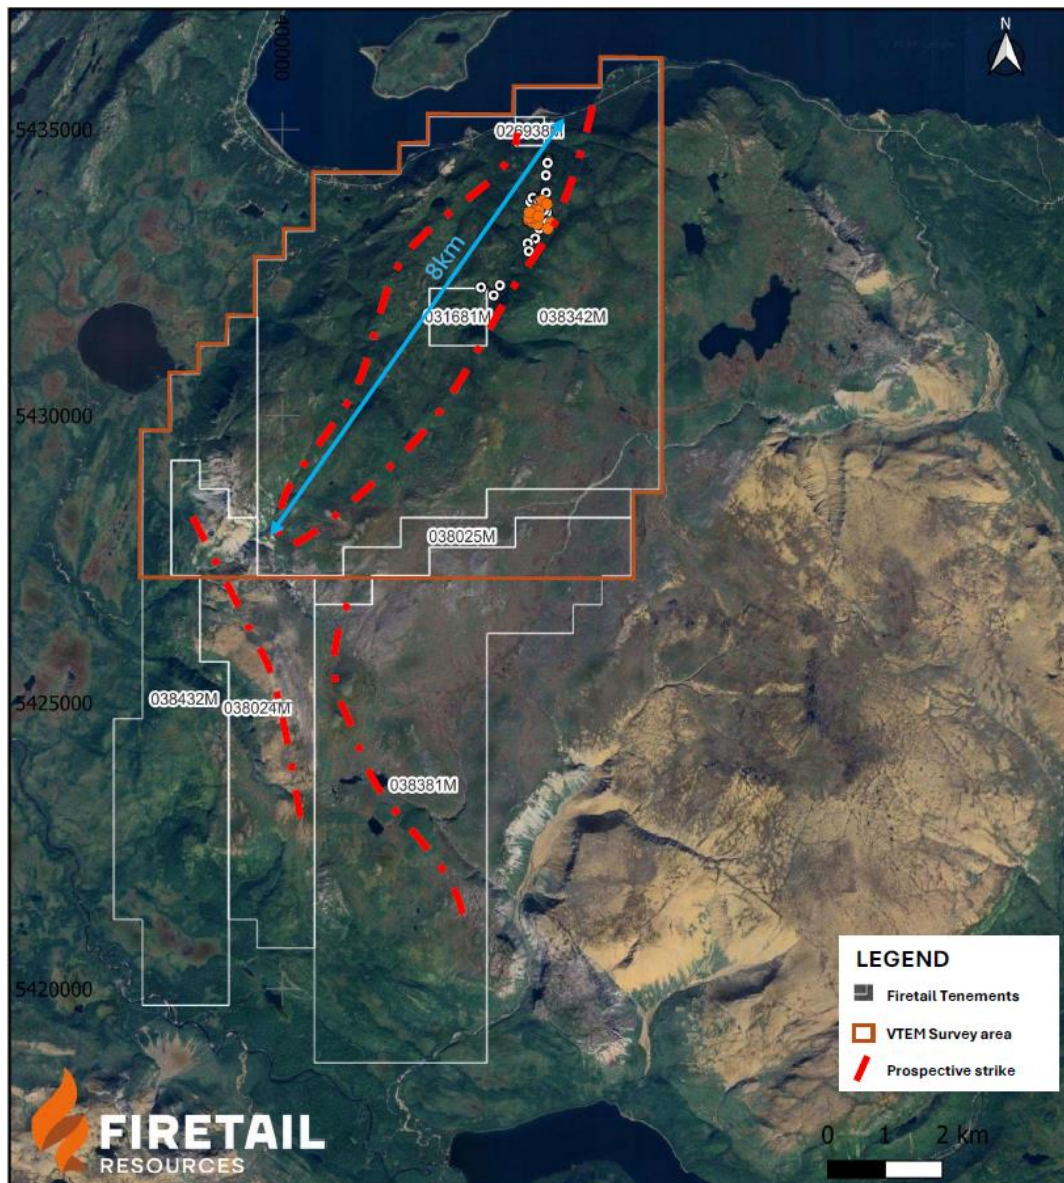 N
400000
5435000
026938M
8km
031681M
038342M
5430000
038025M
5425000
038432M
038024M
038381M
5420000
LEGEND
Firetail Tenements
VTEM Survey area
Prospective strike
FIRETAIL
RESOURCES
0 1 2 km